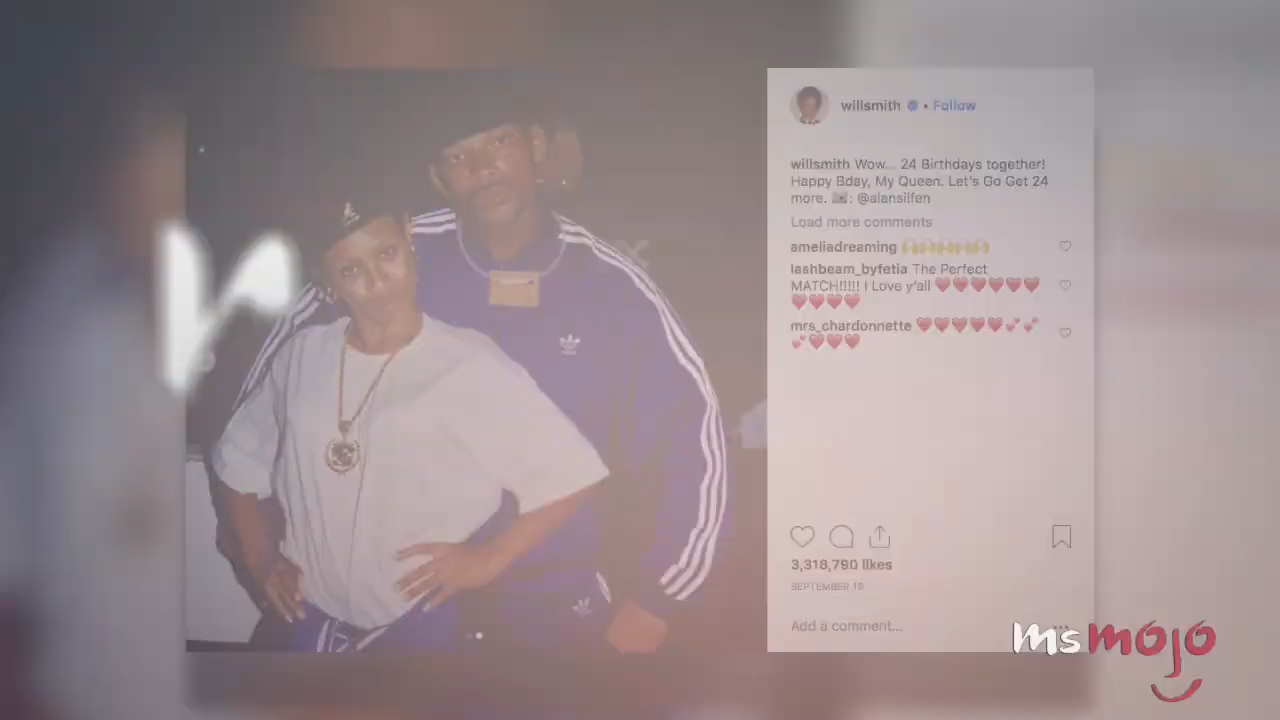 willsmith • Follow
willsmith Wow... 24 Birthdays together!
Happy Bday, My Queen. Let's Go Get 24
more. 📷: @alansilfen
Load more comments
ameliadreaming 🙌🙌🙌🙌🙌
lashbeam_byfetia The Perfect
MATCH!!!!! I Love y'all ❤️❤️❤️❤️❤️❤️
❤️❤️❤️❤️
mrs_chardonnette ❤️❤️❤️❤️❤️💕💕
💕❤️❤️❤️
3,318,790 likes
SEPTEMBER 18
Add a comment...
msmojo